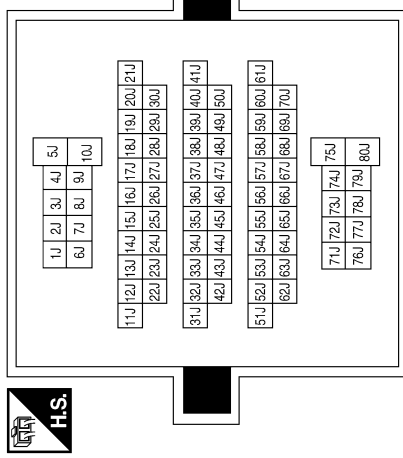 H.S.
1J 2J 3J 4J 5J
6J 7J 8J 9J 10J
11J 12J 13J 14J 15J 16J 17J 18J 19J 20J 21J
22J 23J 24J 25J 26J 27J 28J 29J 30J
31J 32J 33J 34J 35J 36J 37J 38J 39J 40J 41J
42J 43J 44J 45J 46J 47J 48J 49J 50J
51J 52J 53J 54J 55J 56J 57J 58J 59J 60J 61J
62J 63J 64J 65J 66J 67J 68J 69J 70J
71J 72J 73J 74J 75J
76J 77J 78J 79J 80J